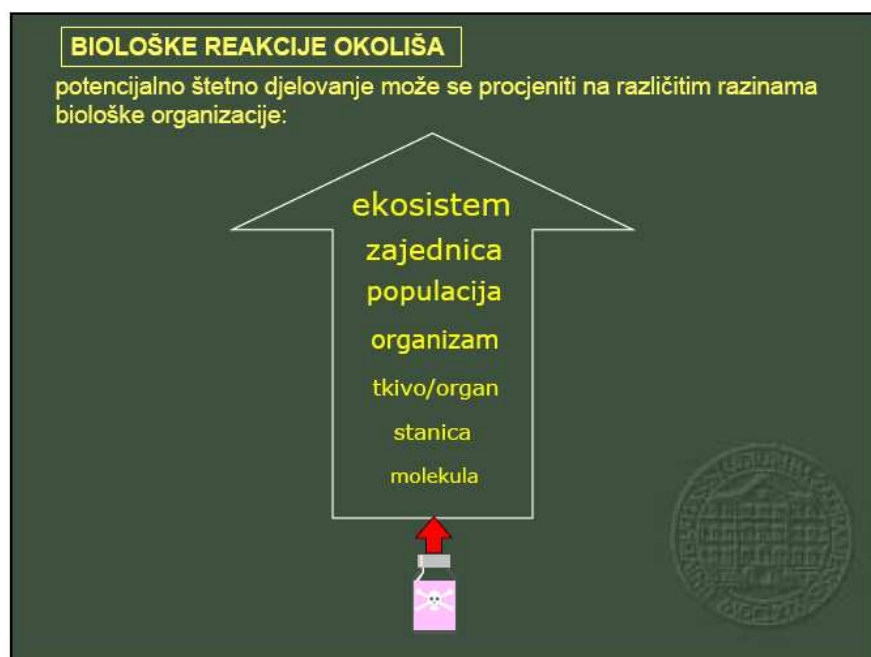 BIOLOŠKE REAKCIJE OKOLIŠA
potencijalno štetno djelovanje može se procjeniti na različitim razinama
biološke organizacije:
ekosistem
zajednica
populacija
organizam
tkivo/organ
stanica
molekula